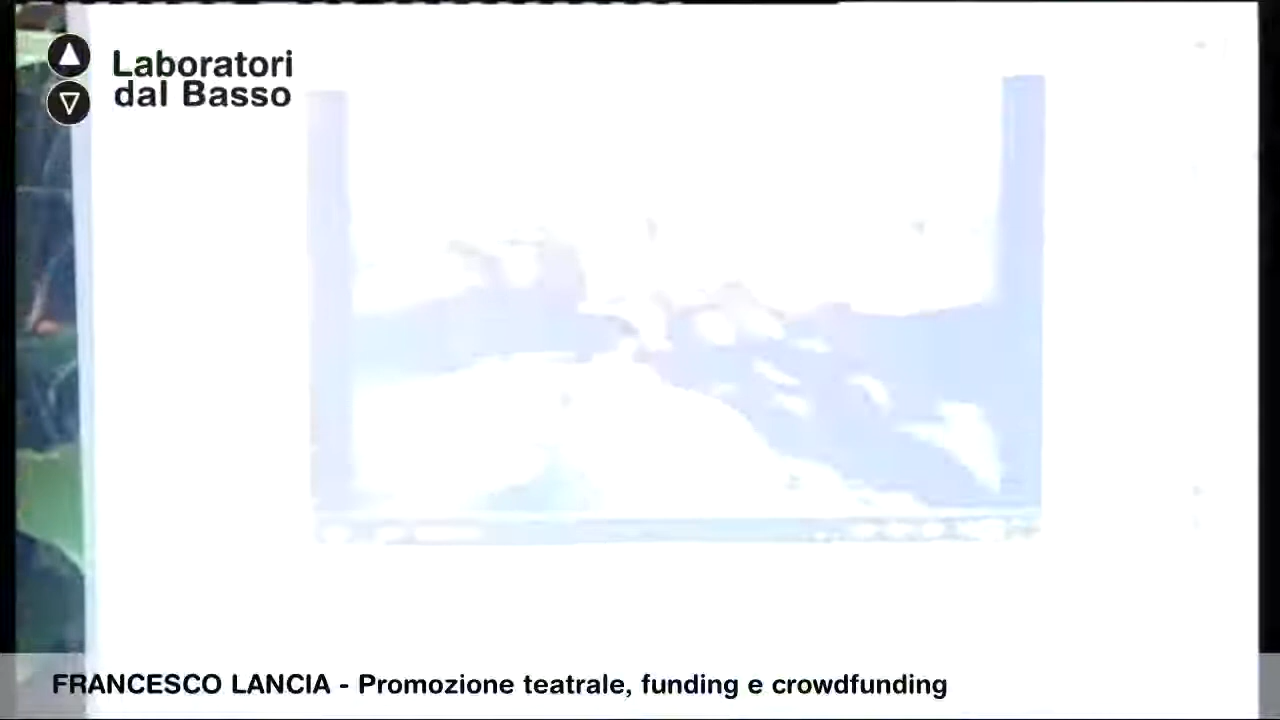 Laboratori
dal Basso
FRANCESCO LANCIA - Promozione teatrale, funding e crowdfunding